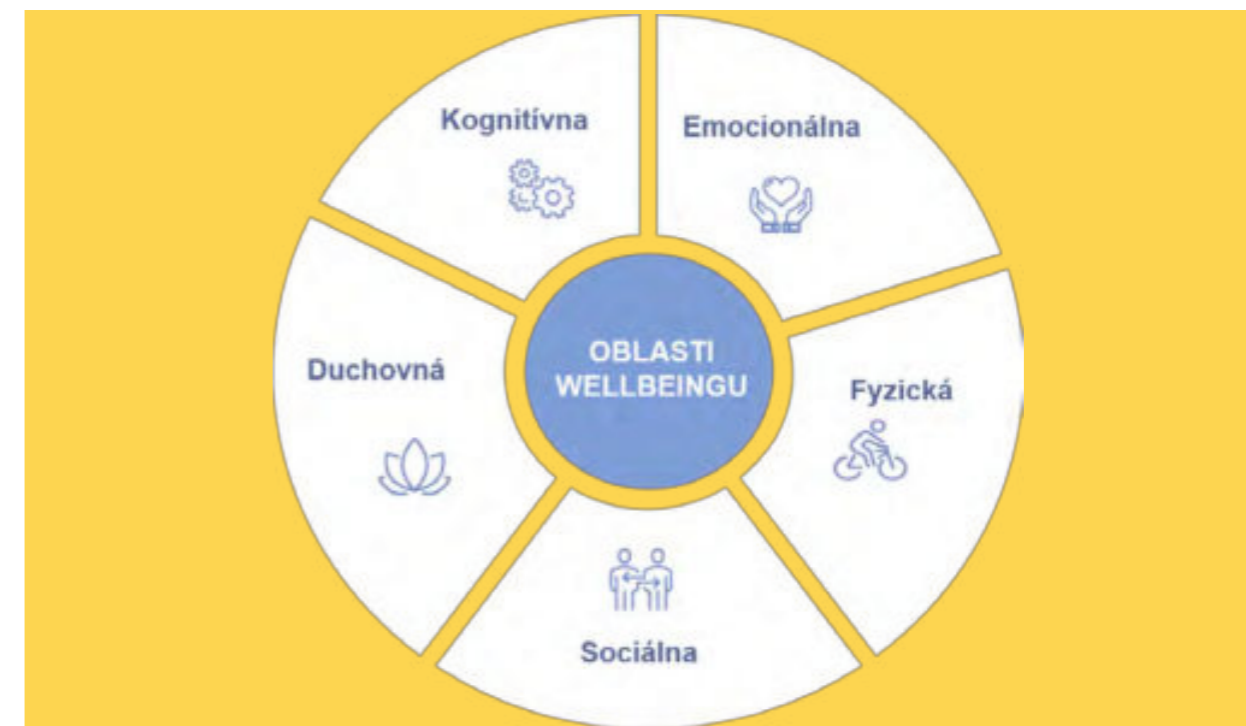 Kognitívna
Emocionálna
OBLASTI
WELLBEINGU
Duchovná
Fyzická
Sociálna